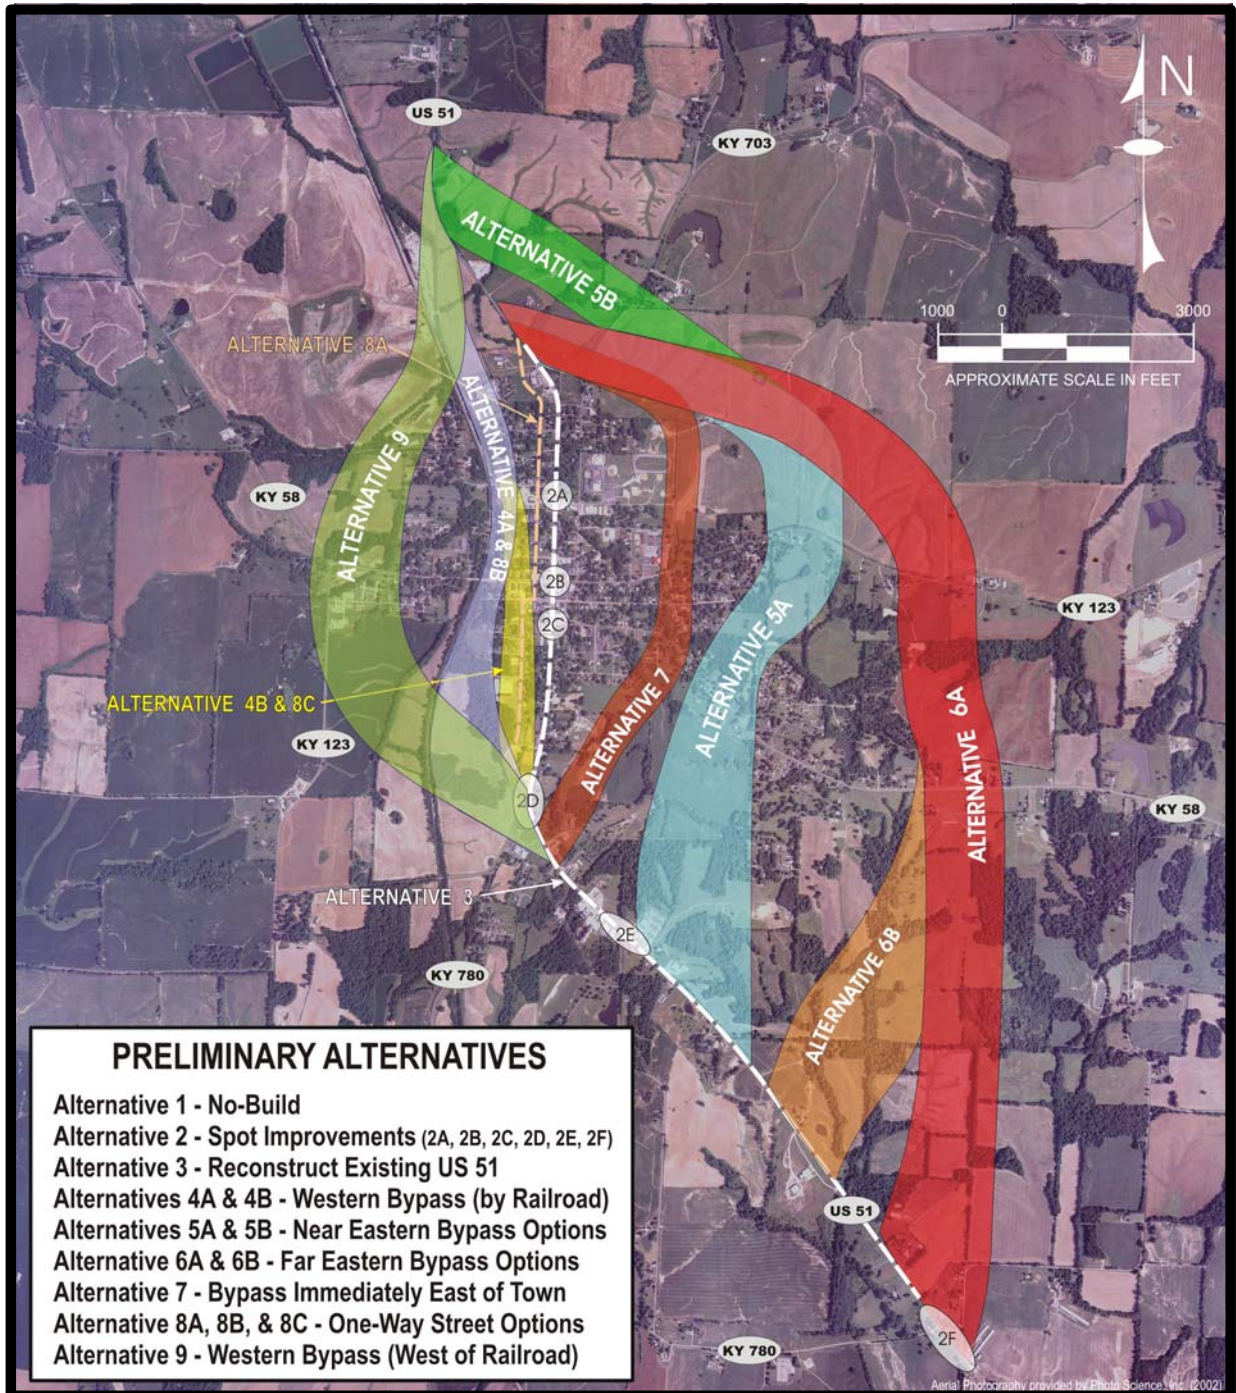 US 51
KY 703
N
ALTERNATIVE 5B
1000 0 3000
APPROXIMATE SCALE IN FEET
ALTERNATIVE 8A
ALTERNATIVE 9
ALTERNATIVE 4A & 8B
KY 58
2A
2B
2C
KY 123
ALTERNATIVE 5A
ALTERNATIVE 7
ALTERNATIVE 4B & 8C
KY 123
ALTERNATIVE 6A
2D
KY 58
ALTERNATIVE 3
2E
ALTERNATIVE 6B
KY 780
PRELIMINARY ALTERNATIVES
Alternative 1 - No-Build
Alternative 2 - Spot Improvements (2A, 2B, 2C, 2D, 2E, 2F)
Alternative 3 - Reconstruct Existing US 51
Alternatives 4A & 4B - Western Bypass (by Railroad)
Alternatives 5A & 5B - Near Eastern Bypass Options
Alternative 6A & 6B - Far Eastern Bypass Options
Alternative 7 - Bypass Immediately East of Town
Alternative 8A, 8B, & 8C - One-Way Street Options
Alternative 9 - Western Bypass (West of Railroad)
US 51
2F
KY 780
Aerial Photography provided by Photo Science, Inc. (2002)